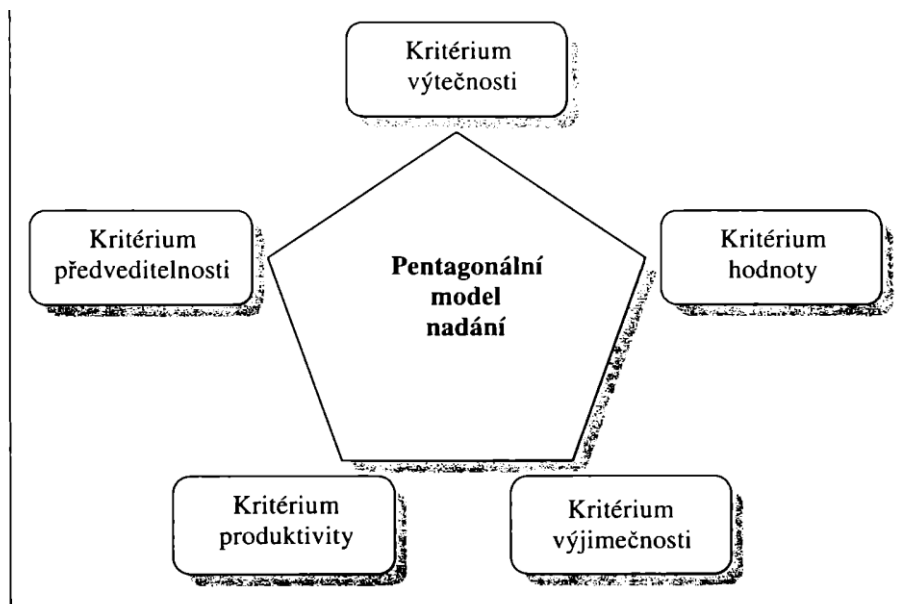 Kritérium
výtečnosti
Kritérium
předveditelnosti
Pentagonální
model
nadání
Kritérium
hodnoty
Kritérium
produktivity
Kritérium
výjimečnosti